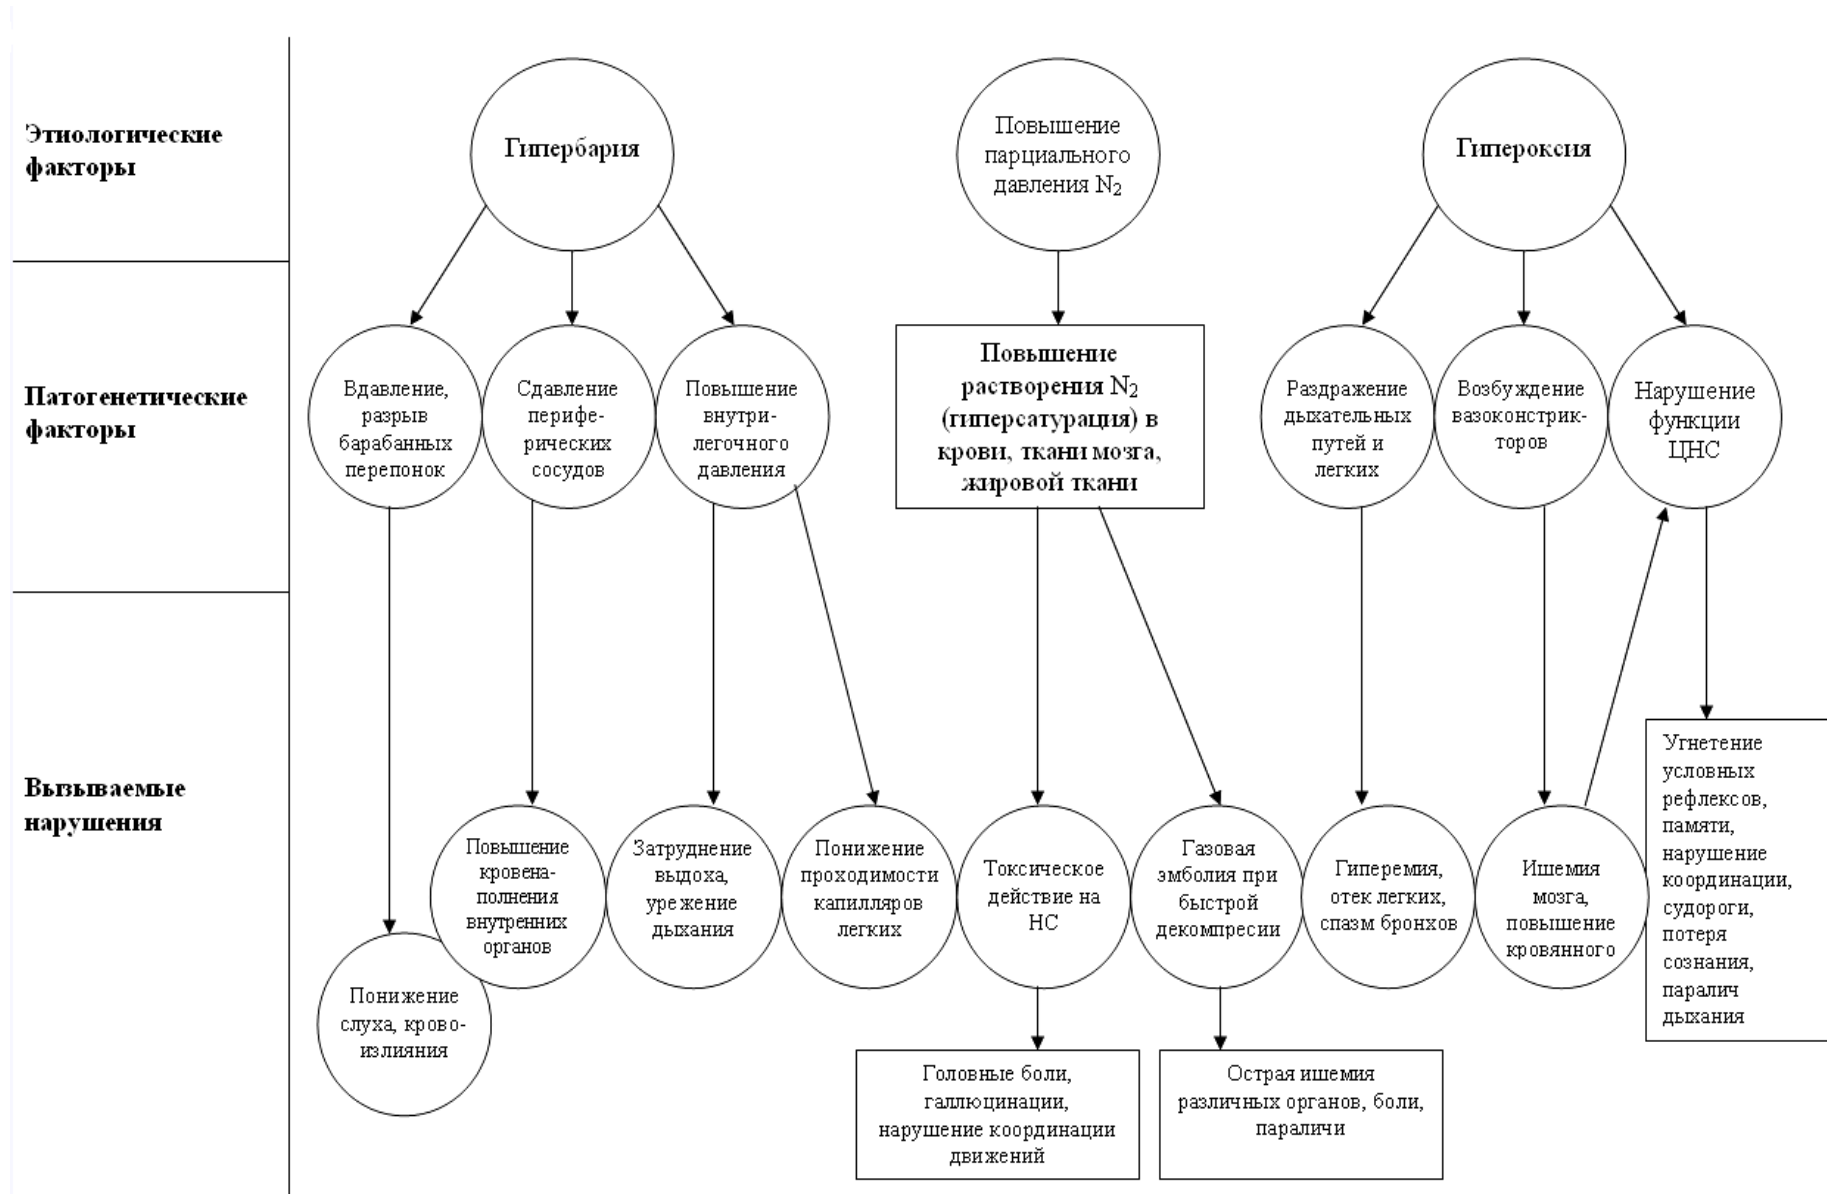 Этиологические
факторы
Гипербария
Повышение
парциального
давления N₂
Гипероксия
Патогенетические
факторы
Вдавление,
разрыв
барабанных
перепонок
Сдавление
перифе-
рических
сосудов
Повышение
внутри-
легочного
давления
Повышение
растворения N₂
(гиперсатурация) в
крови, ткани мозга,
жировой ткани
Раздражение
дыхательных
путей и
легких
Возбуждение
вазоконстрик-
торов
Нарушение
функции
ЦНС
Вызываемые
нарушения
Понижение
слуха, крово-
излияния
Повышение
кровена-
полнения
внутренних
органов
Затруднение
выдоха,
урежение
дыхания
Понижение
проходимости
капилляров
легких
Токсическое
действие на
НС
Газовая
эмболия при
быстрой
декомпресии
Гиперемия,
отек легких,
спазм бронхов
Ишемия
мозга,
повышение
кровянного
Угнетение
условных
рефлексов,
памяти,
нарушение
координации,
судороги,
потеря
сознания,
паралич
дыхания
Головные боли,
галлюцинации,
нарушение координации
движений
Острая ишемия
различных органов, боли,
параличи